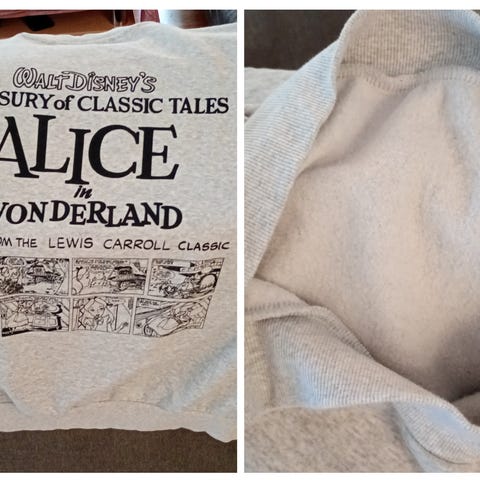 WALT DISNEY'S
SURY of CLASSIC TALES
ALICE
in
WONDERLAND
OM THE LEWIS CARROLL CLASSIC